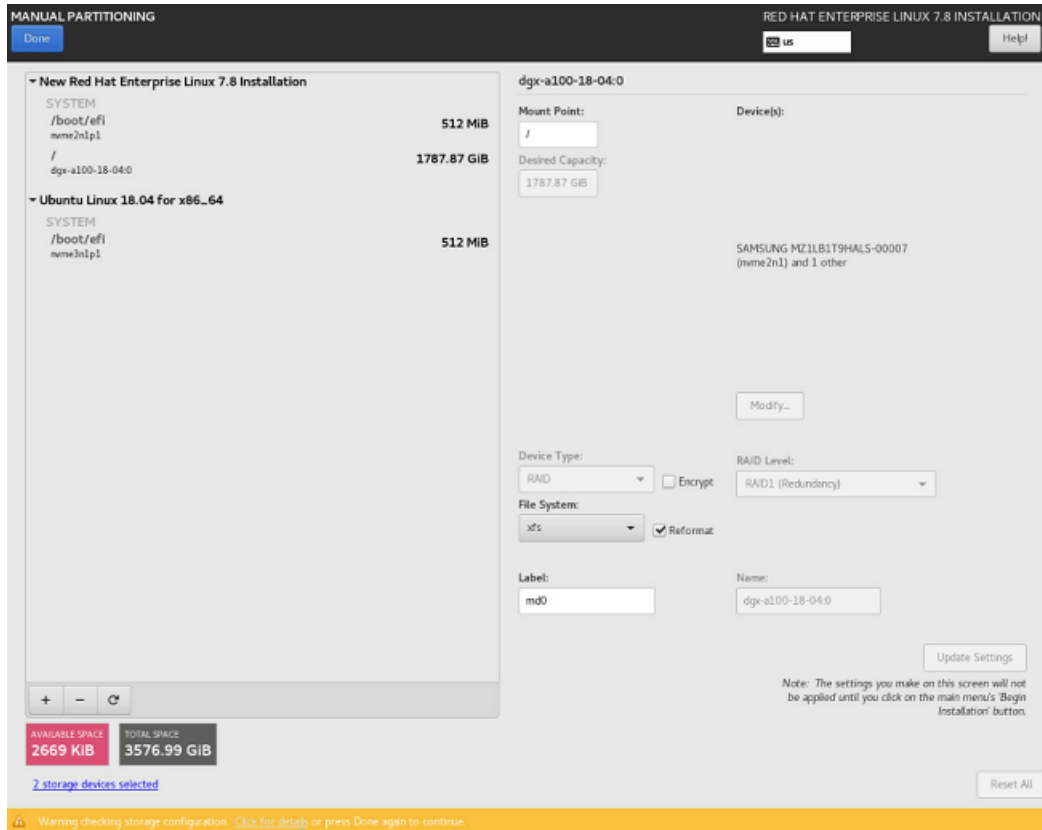 MANUAL PARTITIONING
RED HAT ENTERPRISE LINUX 7.8 INSTALLATION
Done
us
Help!
New Red Hat Enterprise Linux 7.8 Installation
SYSTEM
/boot/efi
512 MiB
nvme2n1p1
/
1787.87 GiB
dgx-a100-18-04:0
Ubuntu Linux 18.04 for x86_64
SYSTEM
/boot/efi
512 MiB
nvme3n1p1
dgx-a100-18-04:0
Mount Point:
/
Desired Capacity:
1787.87 GiB
Device(s):
SAMSUNG MZ1LB1T9HALS-00007
(nvme2n1) and 1 other
Modify...
Device Type:
RAID
Encrypt
RAID Level:
RAID1 (Redundancy)
File System:
xfs
Reformat
Label:
md0
Name:
dgx-a100-18-04:0
Update Settings
Note: The settings you make on this screen will not
be applied until you click on the main menu's 'Begin
Installation' button.
+ −
AVAILABLE SPACE
2669 KiB
TOTAL SPACE
3576.99 GiB
2 storage devices selected
Reset All
Warning checking storage configuration. Click for details or press Done again to continue.